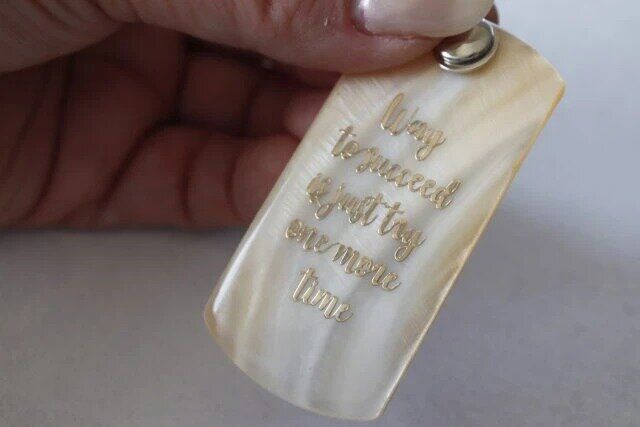 Way
to succeed
is just try
one more
time